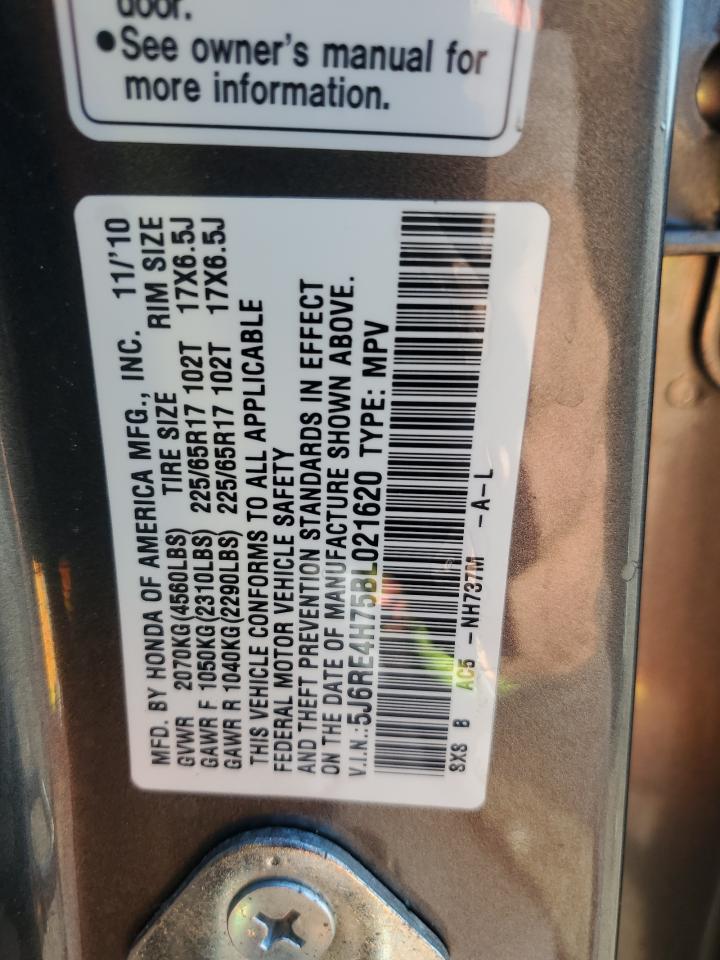 door.
●See owner's manual for
more information.
MFD. BY HONDA OF AMERICA MFG., INC. 11/'10
GVWR 2070KG(4560LBS) TIRE SIZE RIM SIZE
GAWR F 1050KG(2310LBS) 225/65R17 102T 17X6.5J
GAWR R 1040KG(2290LBS) 225/65R17 102T 17X6.5J
THIS VEHICLE CONFORMS TO ALL APPLICABLE
FEDERAL MOTOR VEHICLE SAFETY
AND THEFT PREVENTION STANDARDS IN EFFECT
ON THE DATE OF MANUFACTURE SHOWN ABOVE.
V.I.N.:5J6RE4H75BL021620 TYPE: MPV
SXS B AC5 -NH737M -A-L